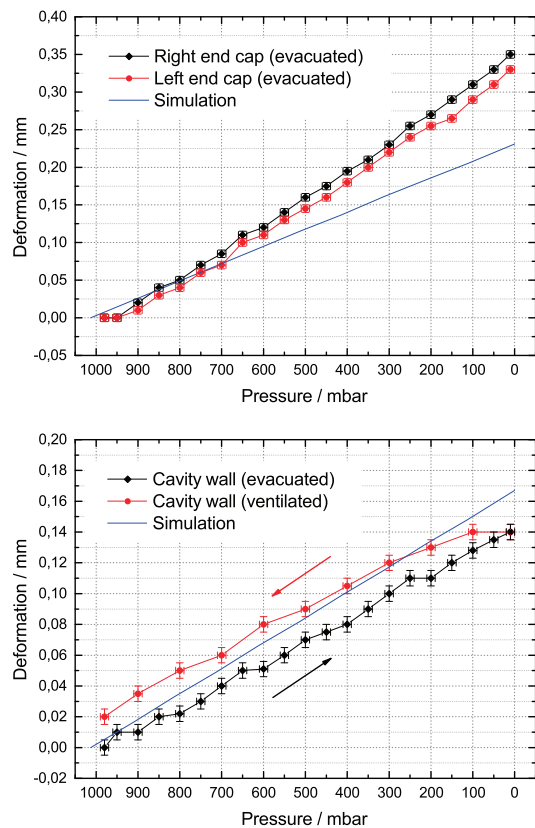 0,40
0,35
0,30
0,25
0,20
0,15
0,10
0,05
0,00
-0,05
Deformation / mm
Right end cap (evacuated)
Left end cap (evacuated)
Simulation
1000 900 800 700 600 500 400 300 200 100 0
Pressure / mbar
0,20
0,18
0,16
0,14
0,12
0,10
0,08
0,06
0,04
0,02
0,00
-0,02
Deformation / mm
Cavity wall (evacuated)
Cavity wall (ventilated)
Simulation
1000 900 800 700 600 500 400 300 200 100 0
Pressure / mbar